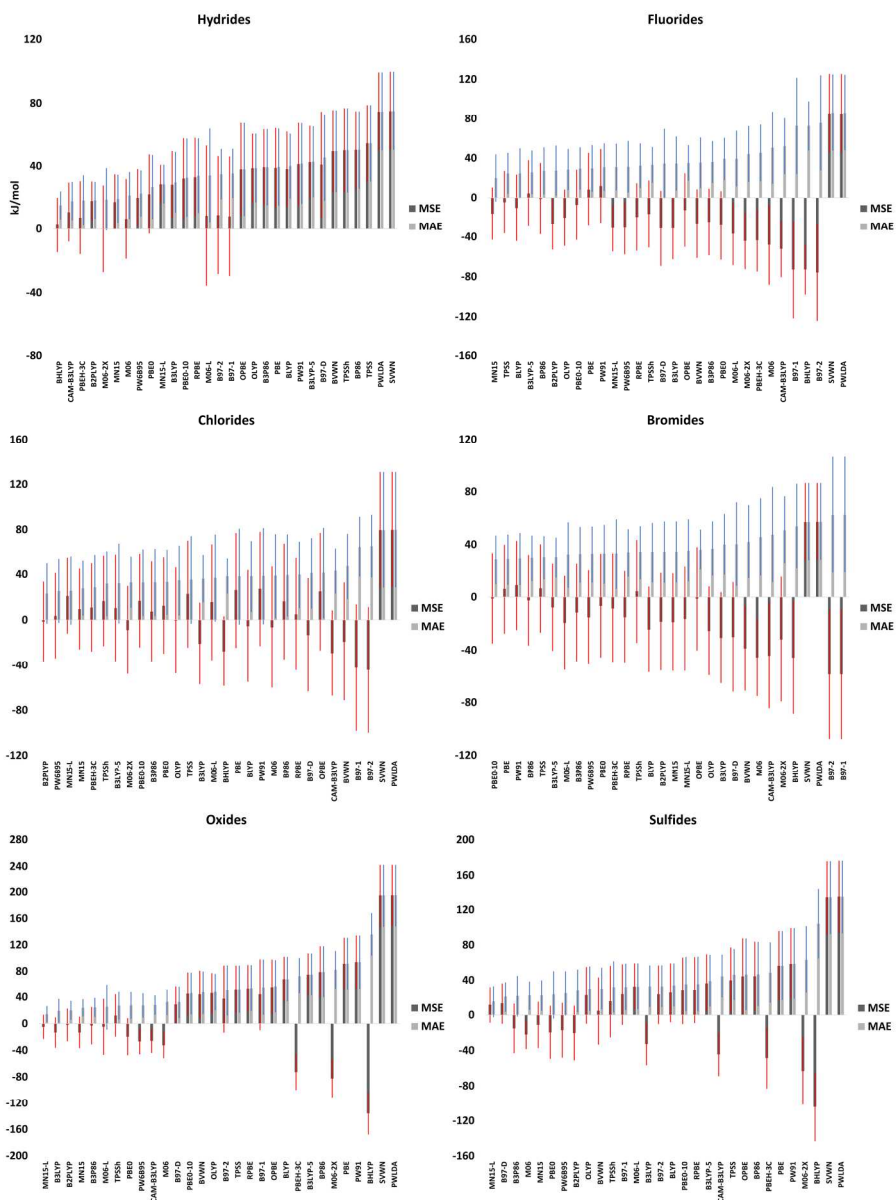 Hydrides
120
80
40
0
-40
-80
kJ/mol
BHLYP
CAM-B3LYP
PBEH-3C
B2PLYP
M06-2X
MN15
M06
PW6B95
PBE0
MN15-L
B3LYP
PBE0-10
RPBE
M06-L
B97-2
B97-1
OPBE
OLYP
B3P86
PBE
BLYP
PW91
B3LYP-5
B97-D
BVWN
TPSSh
BP86
TPSS
PWLDA
SVWN
MSE
MAE
Fluorides
160
120
80
40
0
-40
-80
-120
-160
MN15
TPSS
BLYP
B3LYP-5
BP86
B2PLYP
OLYP
PBE0-10
PBE
PW91
MN15-L
PW6B95
RPBE
TPSSh
B97-D
B3LYP
OPBE
BVWN
B3P86
PBE0
M06-L
M06-2X
PBEH-3C
M06
CAM-B3LYP
B97-1
BHLYP
B97-2
SVWN
PWLDA
MSE
MAE
Chlorides
160
120
80
40
0
-40
-80
-120
B2PLYP
PW6B95
MN15-L
MN15
PBEH-3C
TPSSh
B3LYP-5
M06-2X
PBE0-10
B3P86
PBE0
OLYP
TPSS
B3LYP
M06-L
BHLYP
PBE
BLYP
PW91
M06
BP86
RPBE
B97-D
OPBE
CAM-B3LYP
BVWN
B97-1
B97-2
SVWN
PWLDA
MSE
MAE
Bromides
120
80
40
0
-40
-80
-120
PBE0-10
PBE
PW91
BP86
TPSS
B3LYP-5
M06-L
B3P86
PW6B95
PBE0
PBEH-3C
RPBE
TPSSh
BLYP
B2PLYP
MN15
MN15-L
OPBE
OLYP
B3LYP
B97-D
BVWN
M06
CAM-B3LYP
M06-2X
BHLYP
SVWN
PWLDA
B97-2
B97-1
MSE
MAE
Oxides
280
240
200
160
120
80
40
0
-40
-80
-120
-160
-200
MN15-L
B3LYP
B2PLYP
MN15
B3P86
M06-L
TPSSh
PBE0
PW6B95
CAM-B3LYP
M06
B97-D
PBE0-10
BVWN
OLYP
B97-2
TPSS
RPBE
B97-1
OPBE
BLYP
PBEH-3C
B3LYP-5
BP86
M06-2X
PBE
PW91
BHLYP
SVWN
PWLDA
MSE
MAE
Sulfides
200
160
120
80
40
0
-40
-80
-120
-160
MN15-L
B97-D
B3P86
M06
MN15
PBE0
PW6B95
B2PLYP
OLYP
BVWN
TPSSh
B97-1
M06-L
B3LYP
B97-2
BLYP
PBE0-10
RPBE
B3LYP-5
CAM-B3LYP
TPSS
OPBE
BP86
PBEH-3C
PBE
PW91
M06-2X
BHLYP
SVWN
PWLDA
MSE
MAE